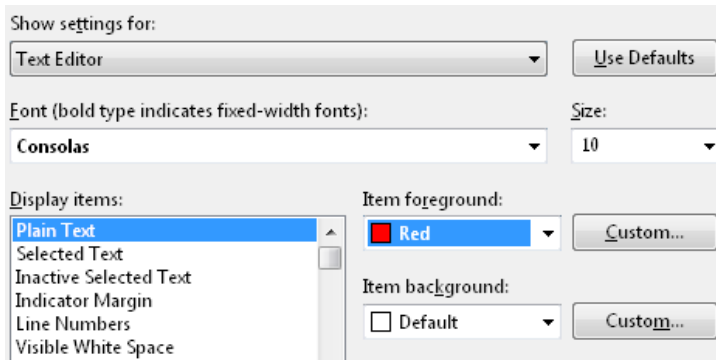 Show settings for:
Text Editor
Use Defaults
Font (bold type indicates fixed-width fonts):
Size:
Consolas
10
Display items:
Item foreground:
Plain Text
Red
Custom...
Selected Text
Inactive Selected Text
Item background:
Indicator Margin
Line Numbers
Default
Custom...
Visible White Space